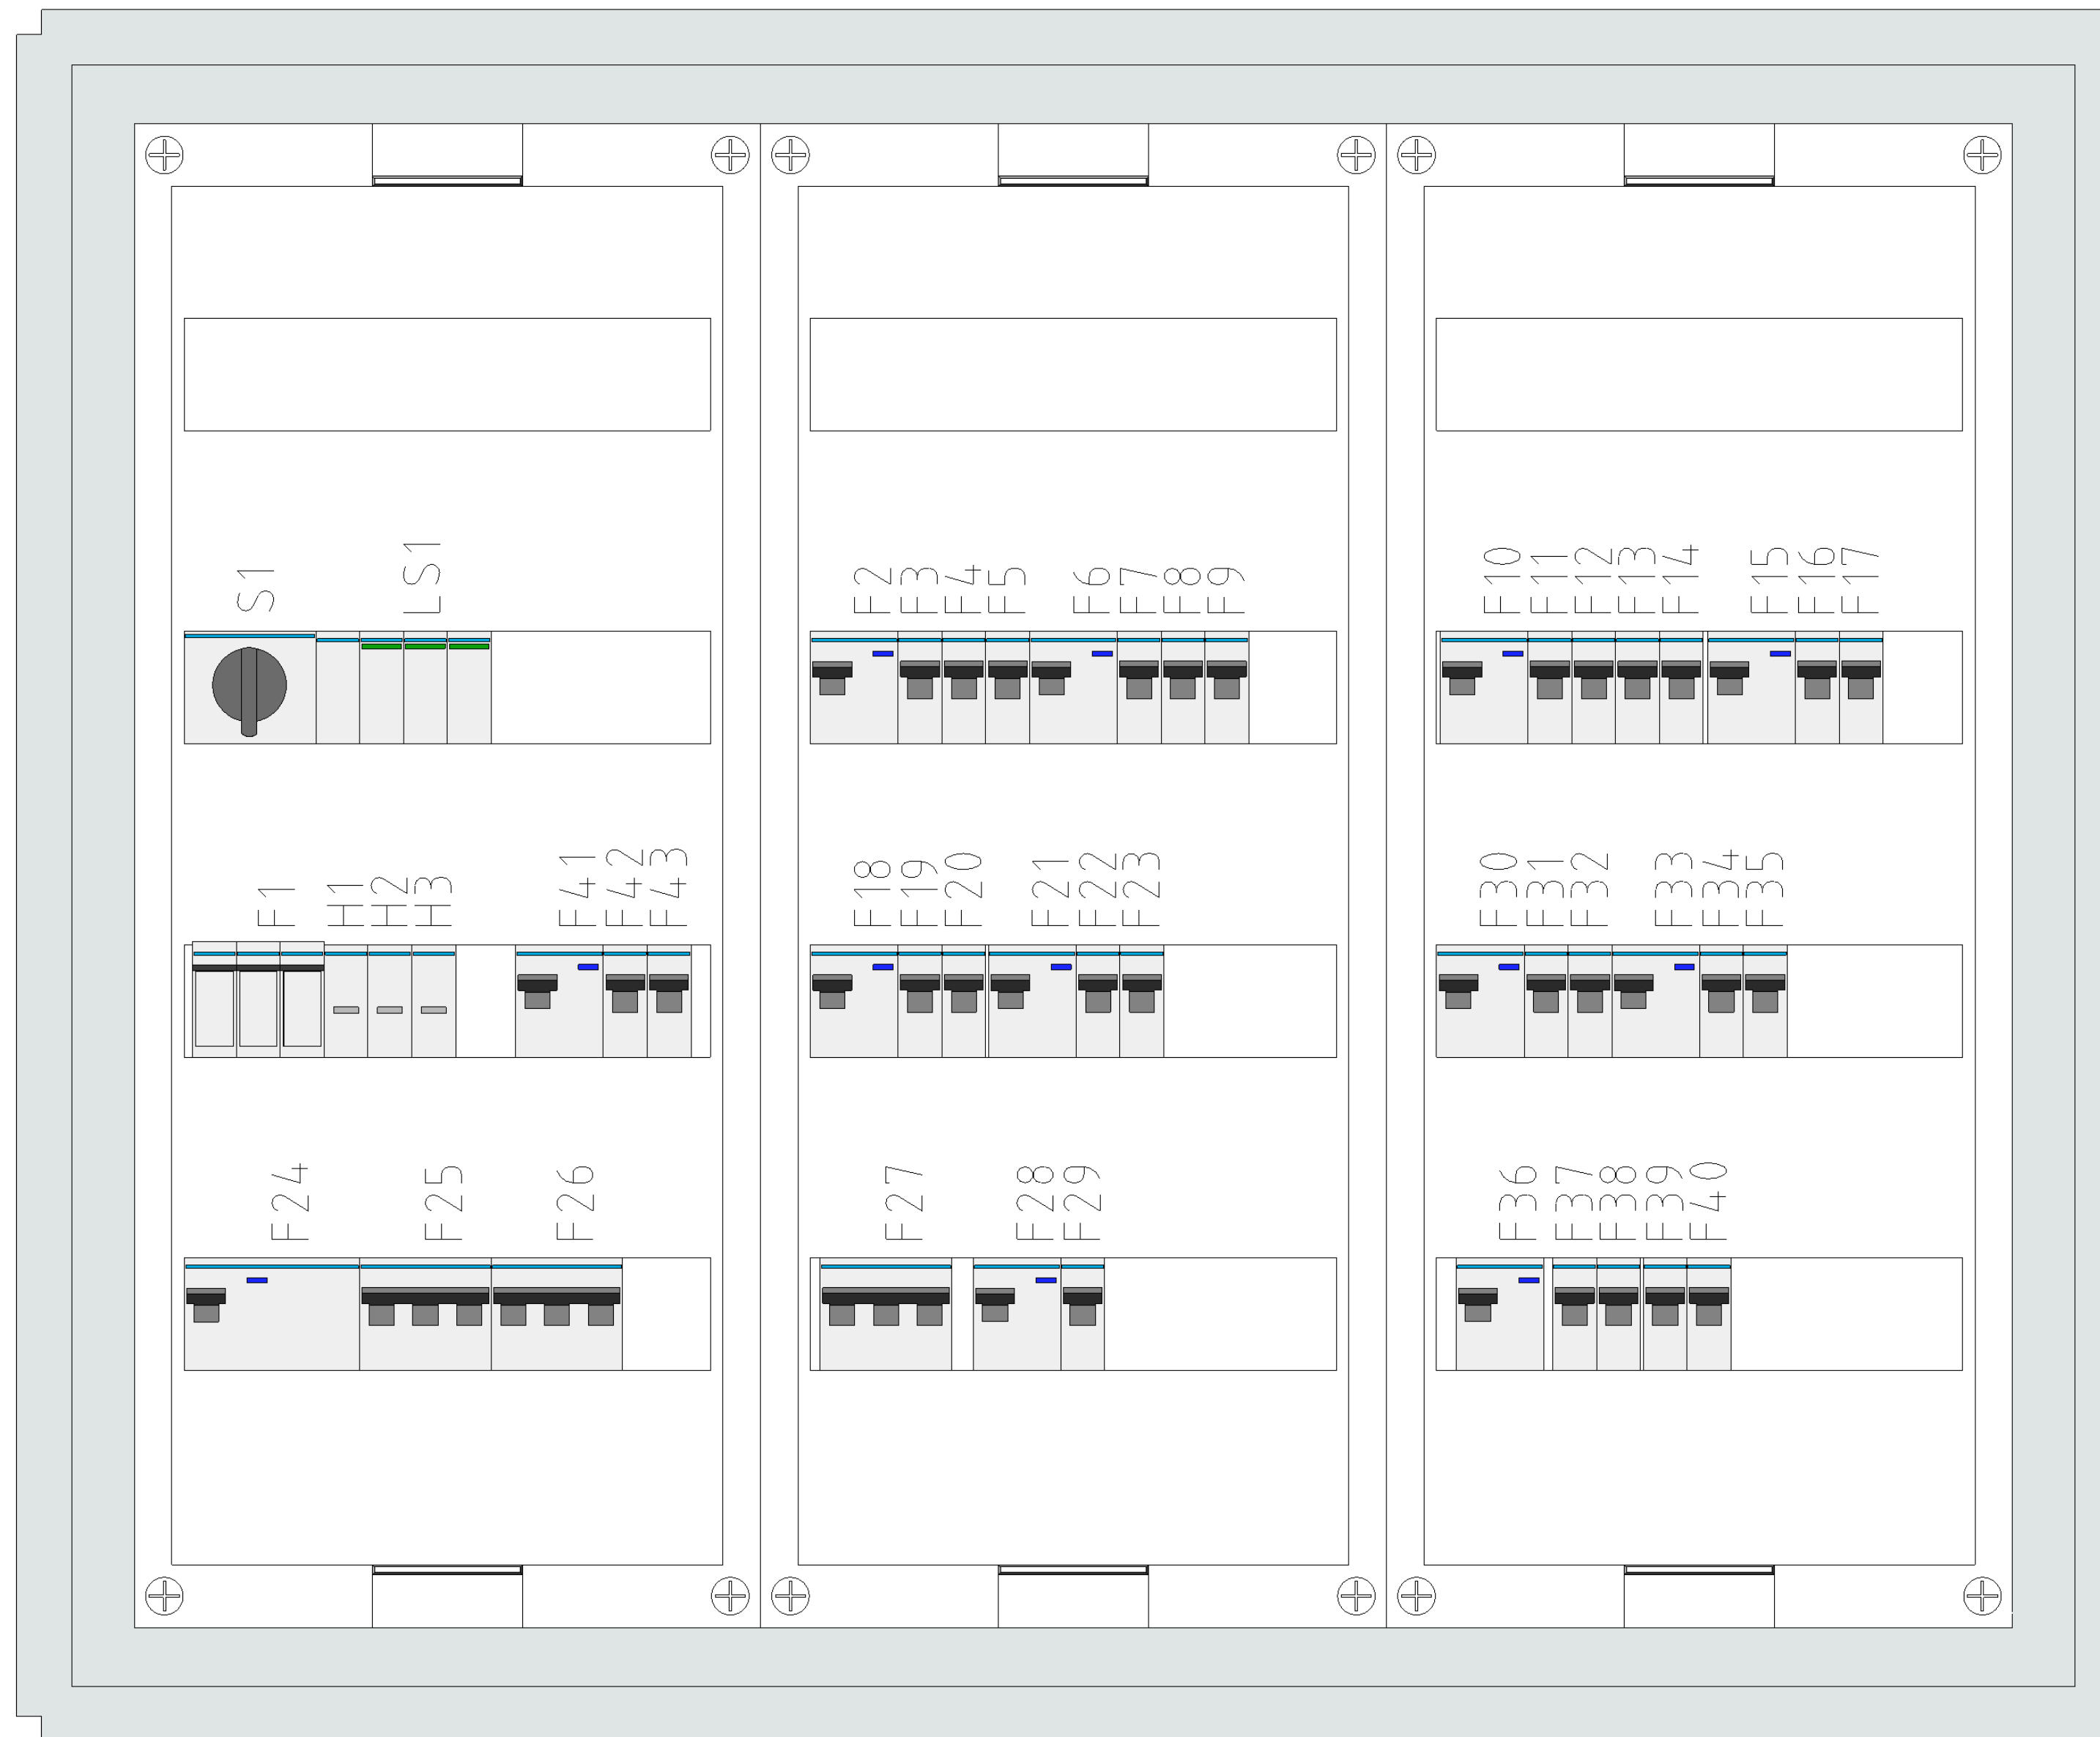 S1 LS1
F2 F3 F4 F5 F6 F7 F8 F9
F10 F11 F12 F13 F14 F15 F16 F17
F1 H1 H2 H3 F41 F42 F43
F18 F19 F20 F21 F22 F23
F30 F31 F32 F33 F34 F35
F24 F25 F26
F27 F28 F29
F36 F37 F38 F39 F40